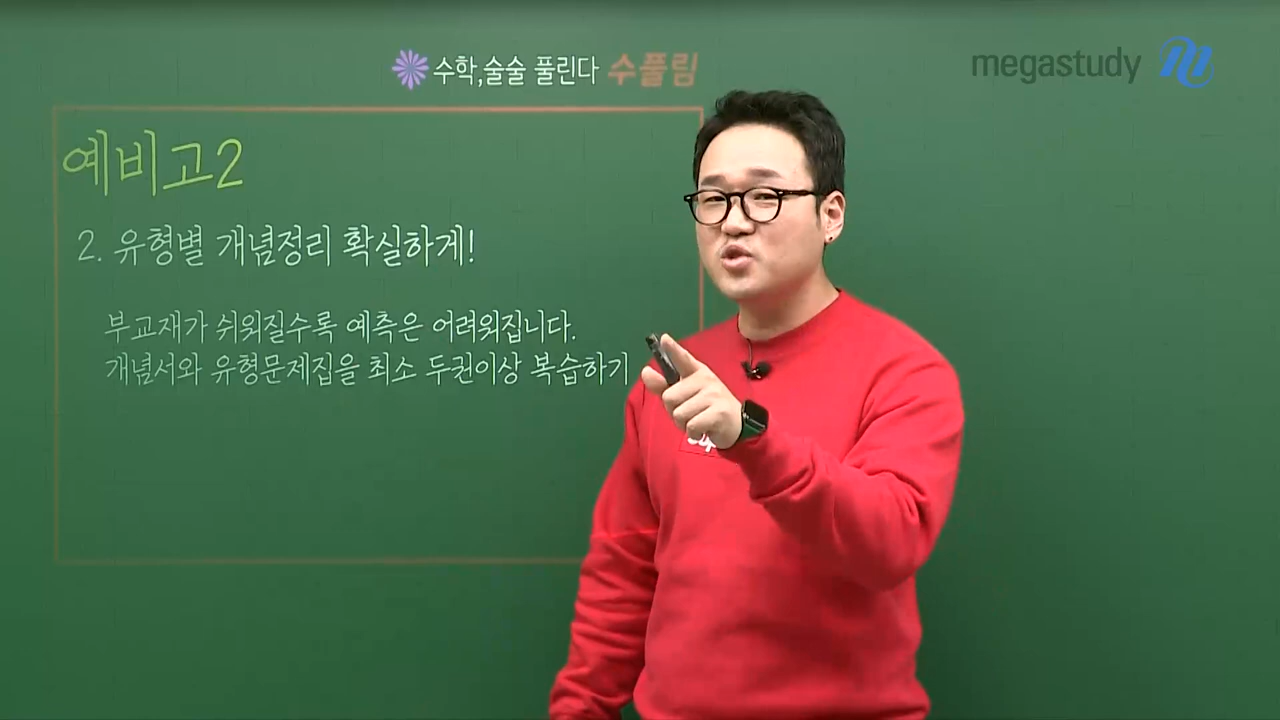 수학,술술 풀린다 수플림
megastudy
예비고2
2. 유형별 개념정리 확실하게!
부교재가 쉬워질수록 예측은 어려워집니다.
개념서와 유형문제집을 최소 두권이상 복습하기